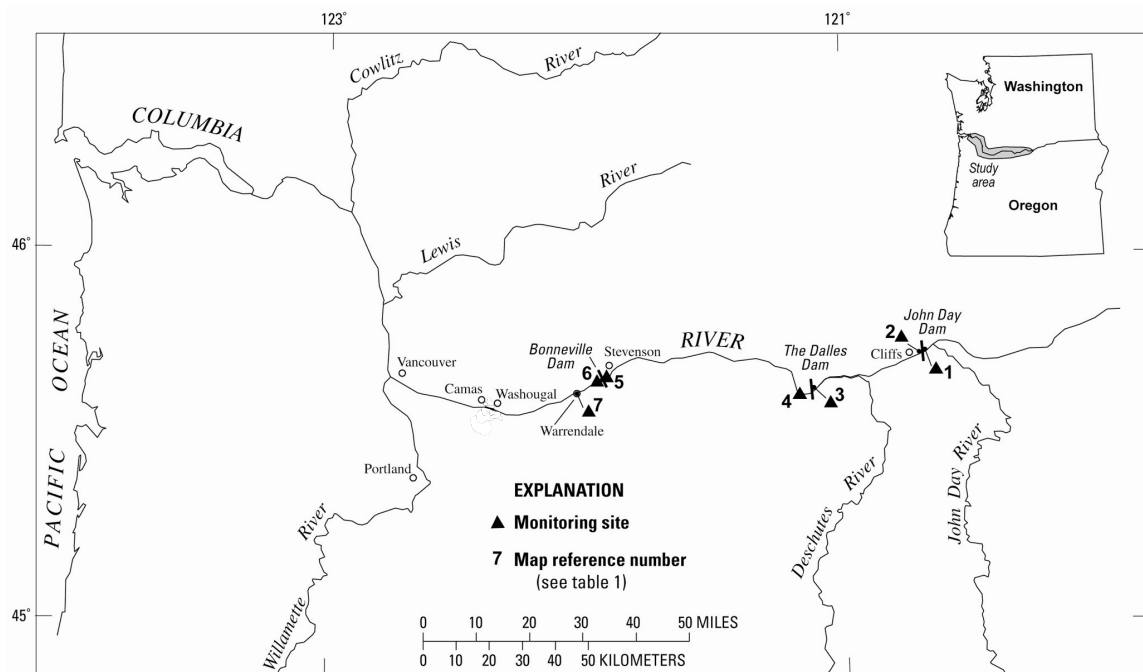 123°
121°
Cowlitz
River
COLUMBIA
Washington
Study
area
Oregon
River
46°
Lewis
PACIFIC OCEAN
RIVER
2
John Day
Dam
Cliffs
1
Bonneville
Dam
Stevenson
The Dalles
Dam
Vancouver
6
5
Camas
Washougal
7
4
3
Warrendale
Portland
River
Willamette
Deschutes
River
John Day River
EXPLANATION
Monitoring site
7 Map reference number
(see table 1)
45°
0 10 20 30 40 50 MILES
0 10 20 30 40 50 KILOMETERS